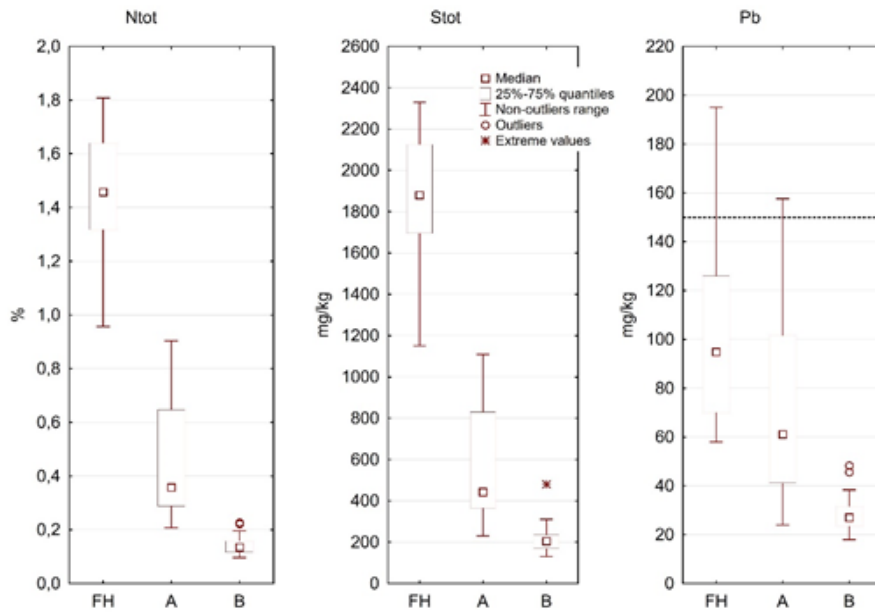 Ntot
2,0
1,8
1,6
1,4
1,2
1,0
0,8
0,6
0,4
0,2
0,0
%
FH A B
Stot
2600
2400
2200
2000
1800
1600
1400
1200
1000
800
600
400
200
0
mg/kg
Median
25%-75% quantiles
Non-outliers range
Outliers
Extreme values
FH A B
Pb
220
200
180
160
140
120
100
80
60
40
20
0
mg/kg
FH A B